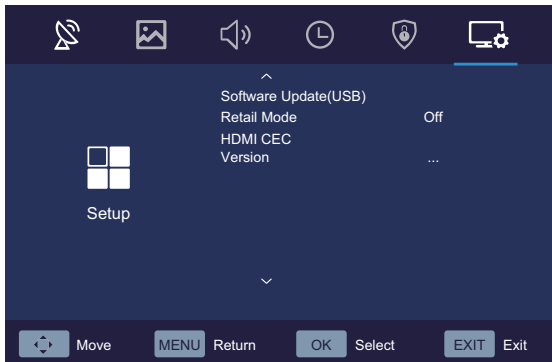 Software Update(USB)
Retail Mode Off
HDMI CEC
Version ...
Setup
Move MENU Return OK Select EXIT Exit